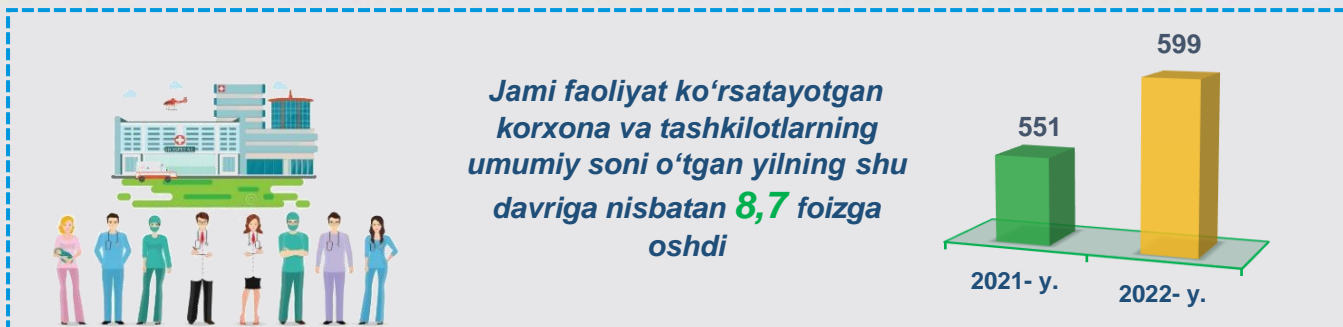 HOSPITAL
Jami faoliyat ko‘rsatayotgan
korxona va tashkilotlarning
umumiy soni o‘tgan yilning shu
davriga nisbatan 8,7 foizga
oshdi
599
551
2021- y.
2022- y.